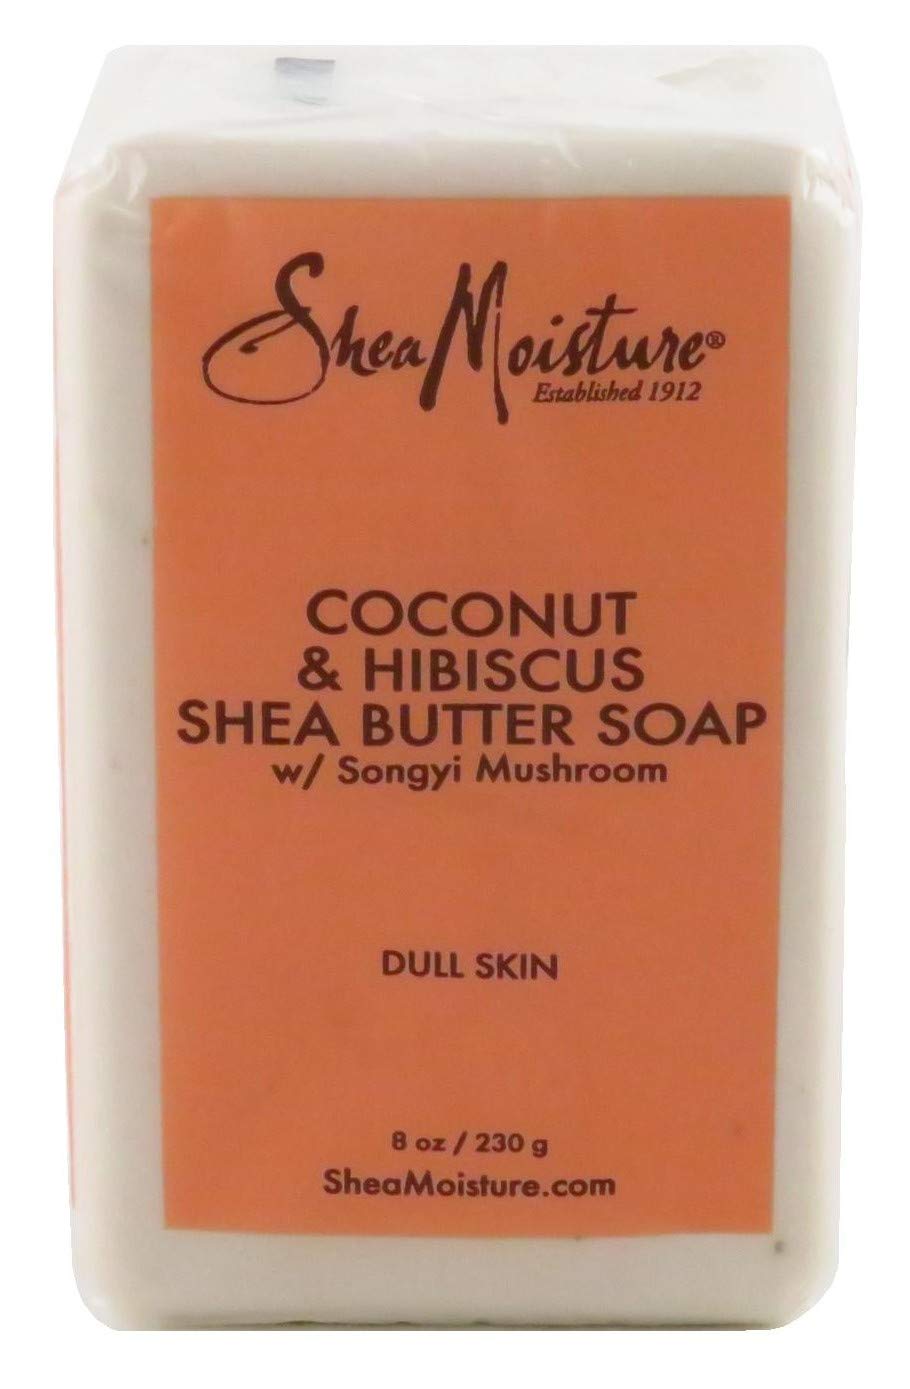 SheaMoisture®
Established 1912
COCONUT
& HIBISCUS
SHEA BUTTER SOAP
w/ Songyi Mushroom
DULL SKIN
8 oz / 230 g
SheaMoisture.com